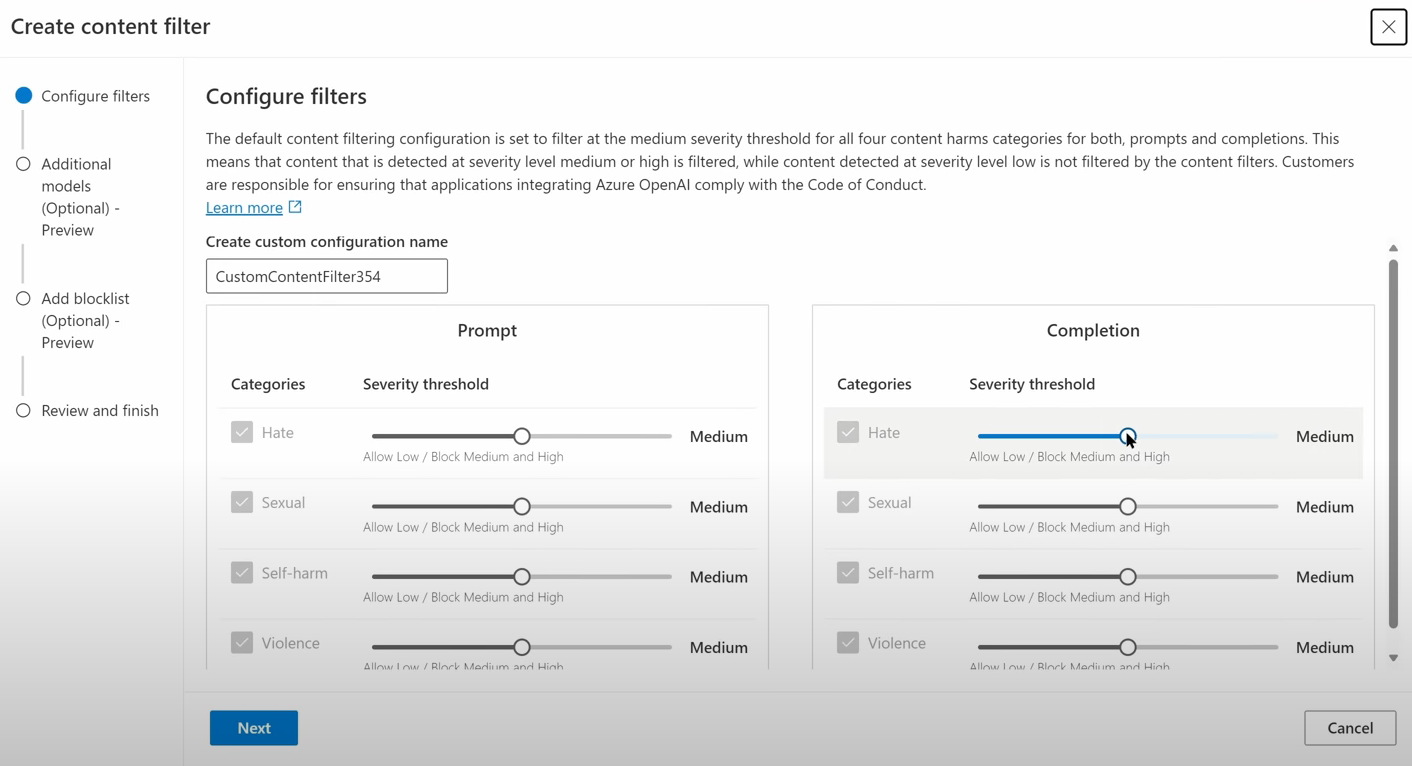 Create content filter
Configure filters
Additional
models
(Optional) -
Preview
Add blocklist
(Optional) -
Preview
Review and finish
Configure filters
The default content filtering configuration is set to filter at the medium severity threshold for all four content harms categories for both, prompts and completions. This
means that content that is detected at severity level medium or high is filtered, while content detected at severity level low is not filtered by the content filters. Customers
are responsible for ensuring that applications integrating Azure OpenAI comply with the Code of Conduct.
Learn more
Create custom configuration name
CustomContentFilter354
Prompt
Categories Severity threshold
Hate Medium
Allow Low / Block Medium and High
Sexual Medium
Allow Low / Block Medium and High
Self-harm Medium
Allow Low / Block Medium and High
Violence Medium
Allow Low / Block Medium and High
Completion
Categories Severity threshold
Hate Medium
Allow Low / Block Medium and High
Sexual Medium
Allow Low / Block Medium and High
Self-harm Medium
Allow Low / Block Medium and High
Violence Medium
Allow Low / Block Medium and High
Next
Cancel